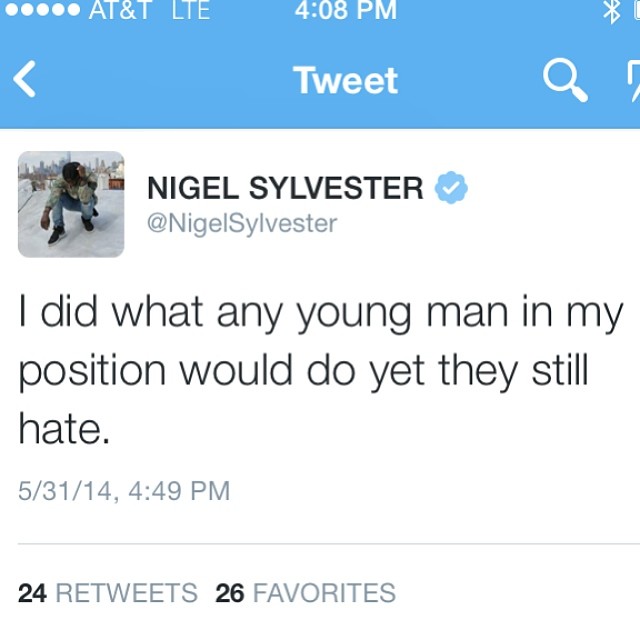 AT&T LTE 4:08 PM
Tweet
NIGEL SYLVESTER
@NigelSylvester
I did what any young man in my
position would do yet they still
hate.
5/31/14, 4:49 PM
24 RETWEETS 26 FAVORITES